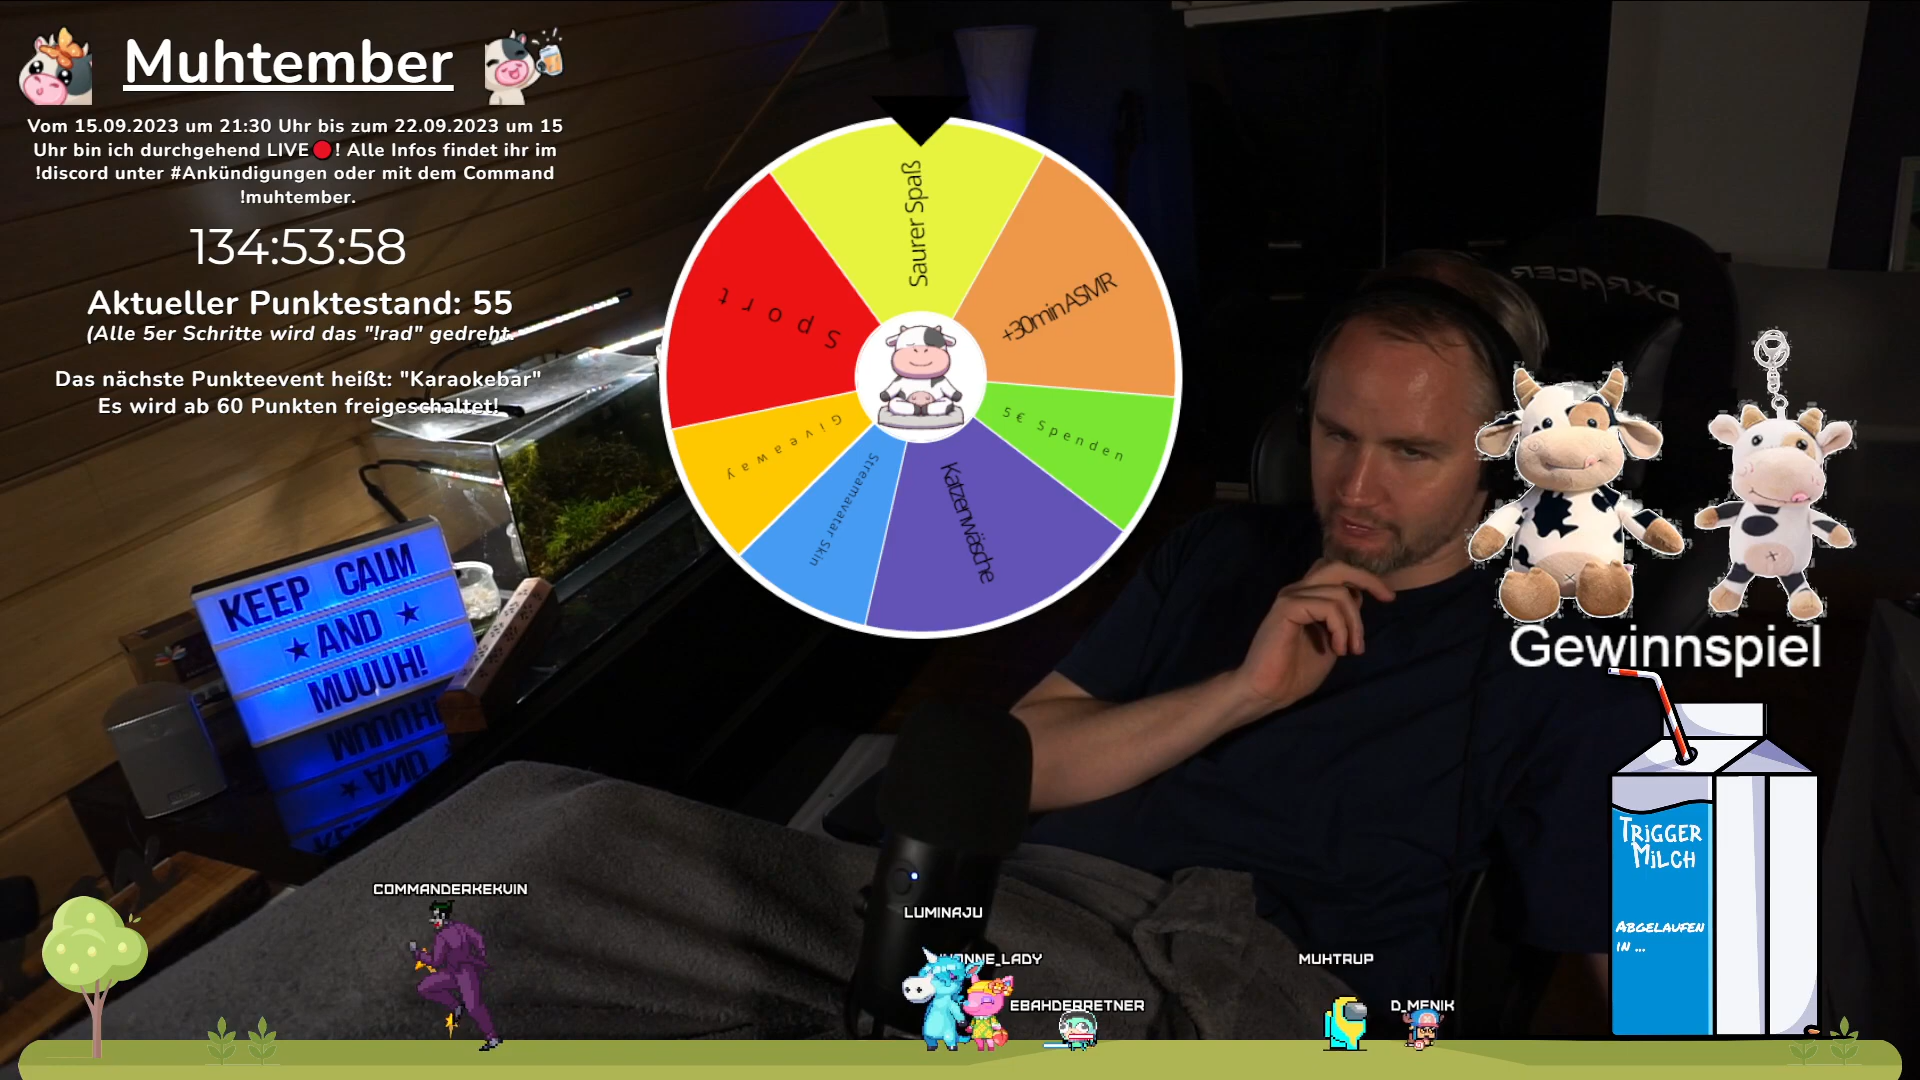 Muhtember
Vom 15.09.2023 um 21:30 Uhr bis zum 22.09.2023 um 15
Uhr bin ich durchgehend LIVE🔴! Alle Infos findet ihr im
!discord unter #Ankündigungen oder mit dem Command
!muhtember.
134:53:58
Aktueller Punktestand: 55
(Alle 5er Schritte wird das "!rad" gedreht.
Das nächste Punkteevent heißt: "Karaokebar"
Es wird ab 60 Punkten freigeschaltet!
Saurer Spaß
+30min ASMR
5€ Spenden
Katzenwäsche
Streamavatar Skin
Giveaway
Sport
DXRACER
KEEP CALM
★AND★
MUUUH!
Gewinnspiel
TRiGGER
MiLCH
ABGELAUFEN
IN ...
COMMANDERKEKVIN
LUMINAJU
MUHTRUP
D_MENIK